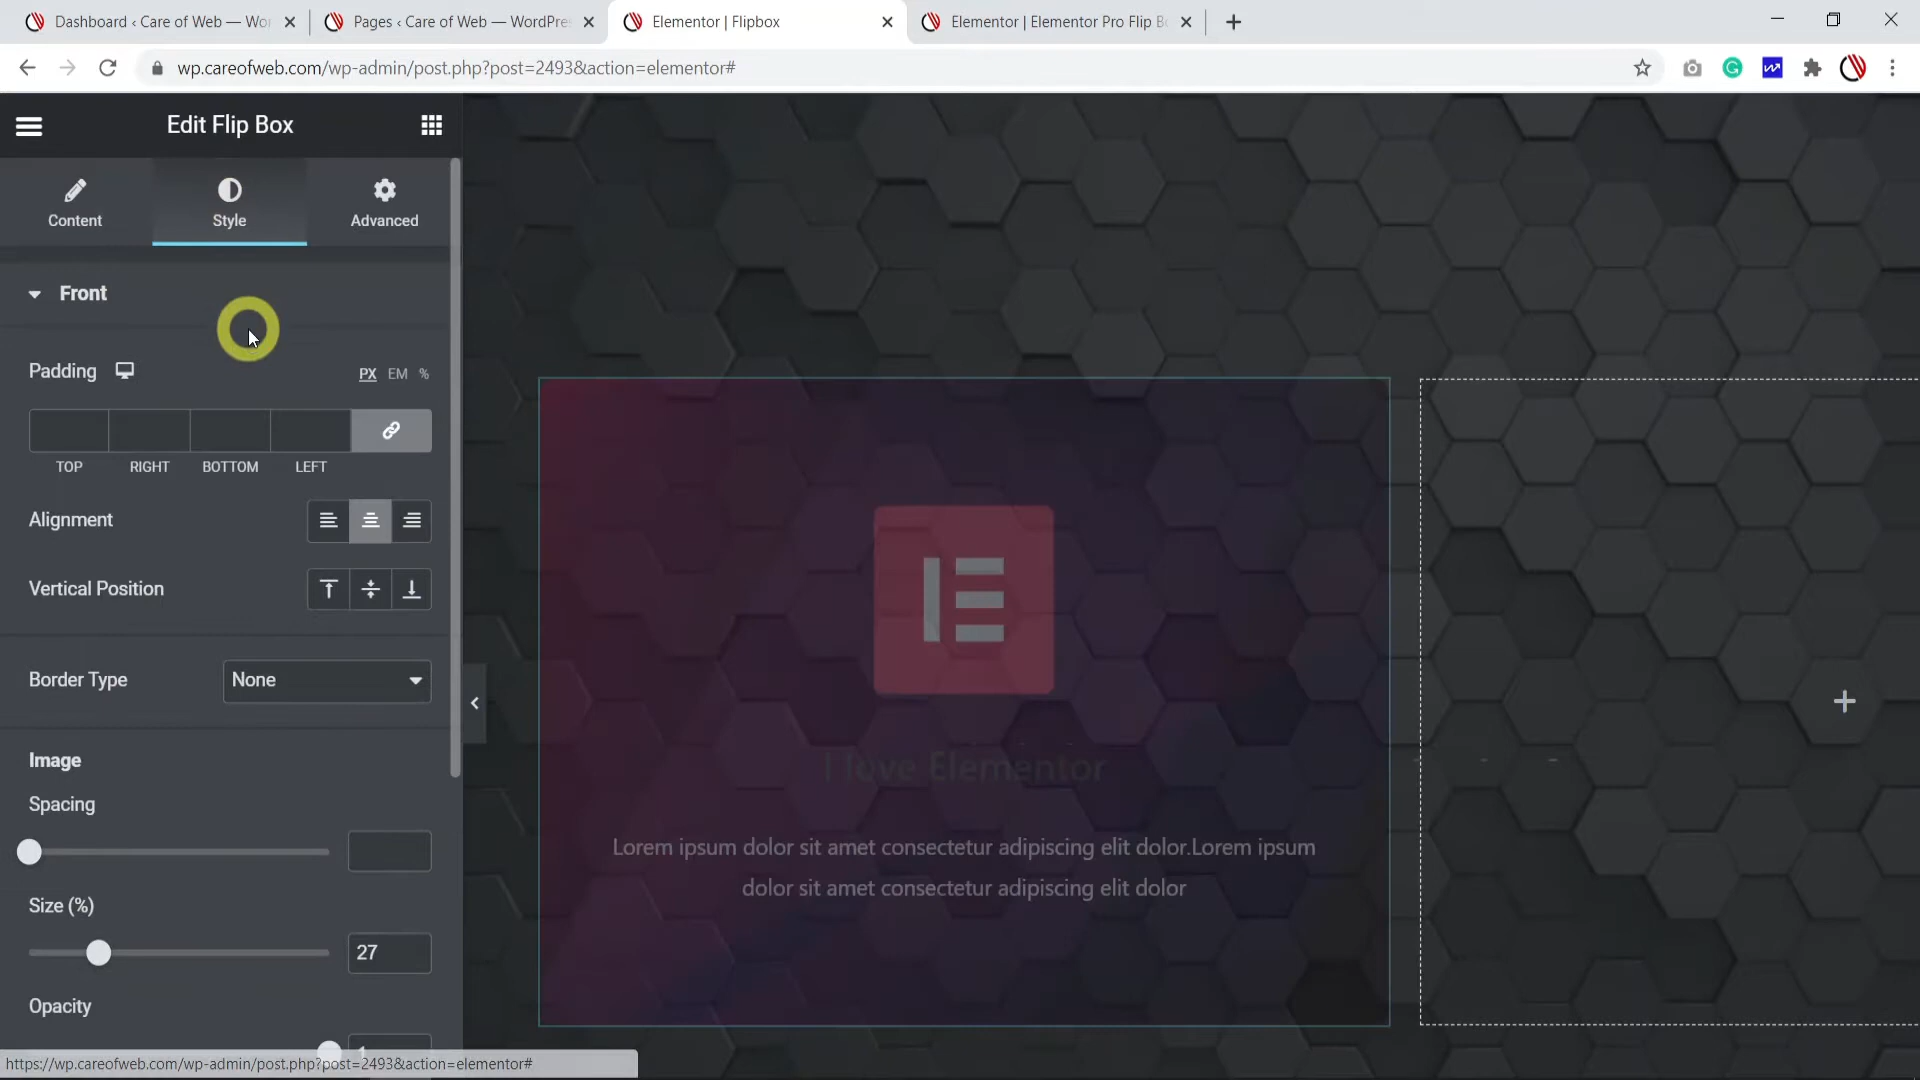 Dashboard ‹ Care of Web — Wor
Pages ‹ Care of Web — WordPres
Elementor | Flipbox
Elementor | Elementor Pro Flip Bo
wp.careofweb.com/wp-admin/post.php?post=2493&action=elementor#
Edit Flip Box
Content
Style
Advanced
Front
Padding
PX EM %
TOP RIGHT BOTTOM LEFT
Alignment
Vertical Position
Border Type
None
Image
Spacing
Size (%)
27
Opacity
1
I love Elementor
Lorem ipsum dolor sit amet consectetur adipiscing elit dolor.Lorem ipsum
dolor sit amet consectetur adipiscing elit dolor
https://wp.careofweb.com/wp-admin/post.php?post=2493&action=elementor#